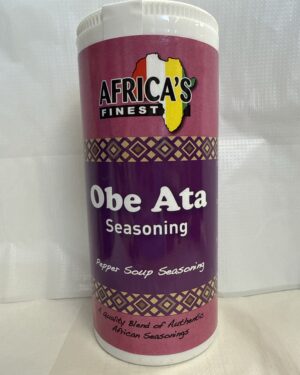 AFRICA'S
FINEST
Obe Ata
Seasoning
Pepper Soup Seasoning
A Quality Blend of Authentic
African Seasonings